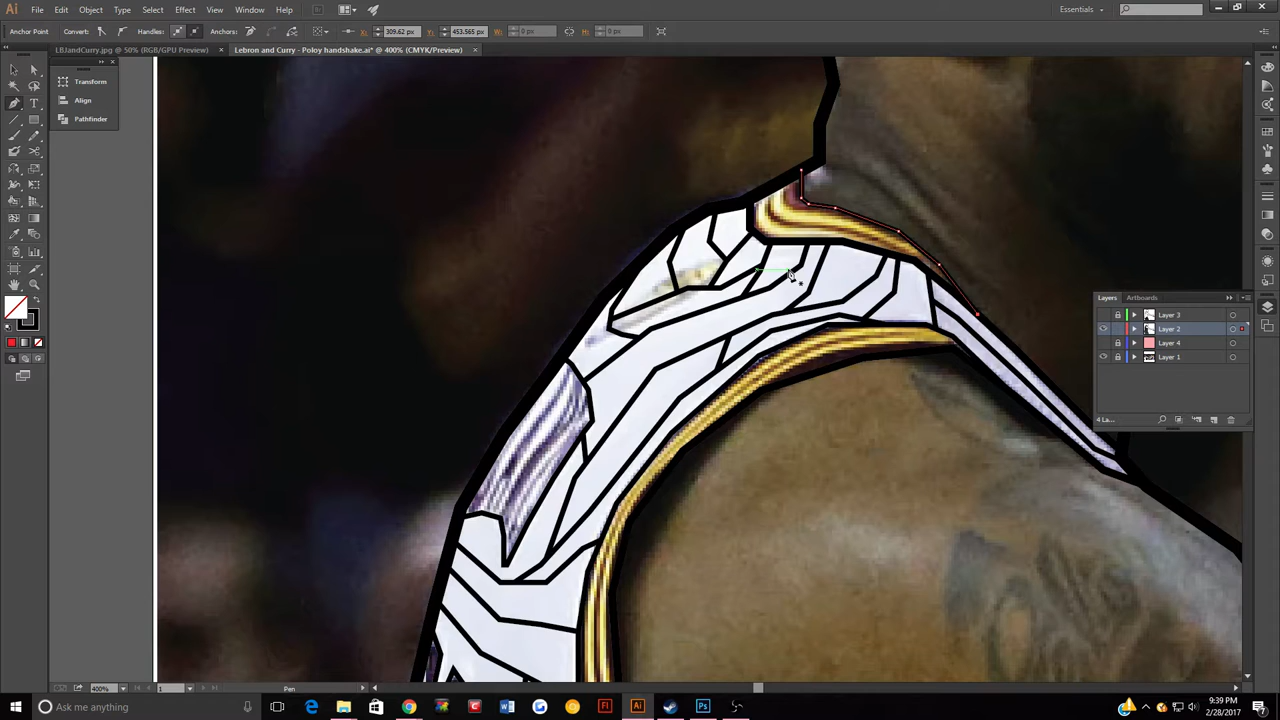 Ai File Edit Object Type Select Effect View Window Help Br Essentials
Anchor Point Convert: Handles: Anchors: X: 309.62 px Y: 453.565 px W: 0 px H: 0 px
LBJandCurry.jpg @ 50% (RGB/GPU Preview) × Lebron and Curry - Poloy handshake.ai* @ 400% (CMYK/Preview) ×
Transform
Align
Pathfinder
Layers Artboards
Layer 3
Layer 2
Layer 4
Layer 1
4 La...
400% 1 Pen
Ask me anything
9:39 PM
2/28/2017